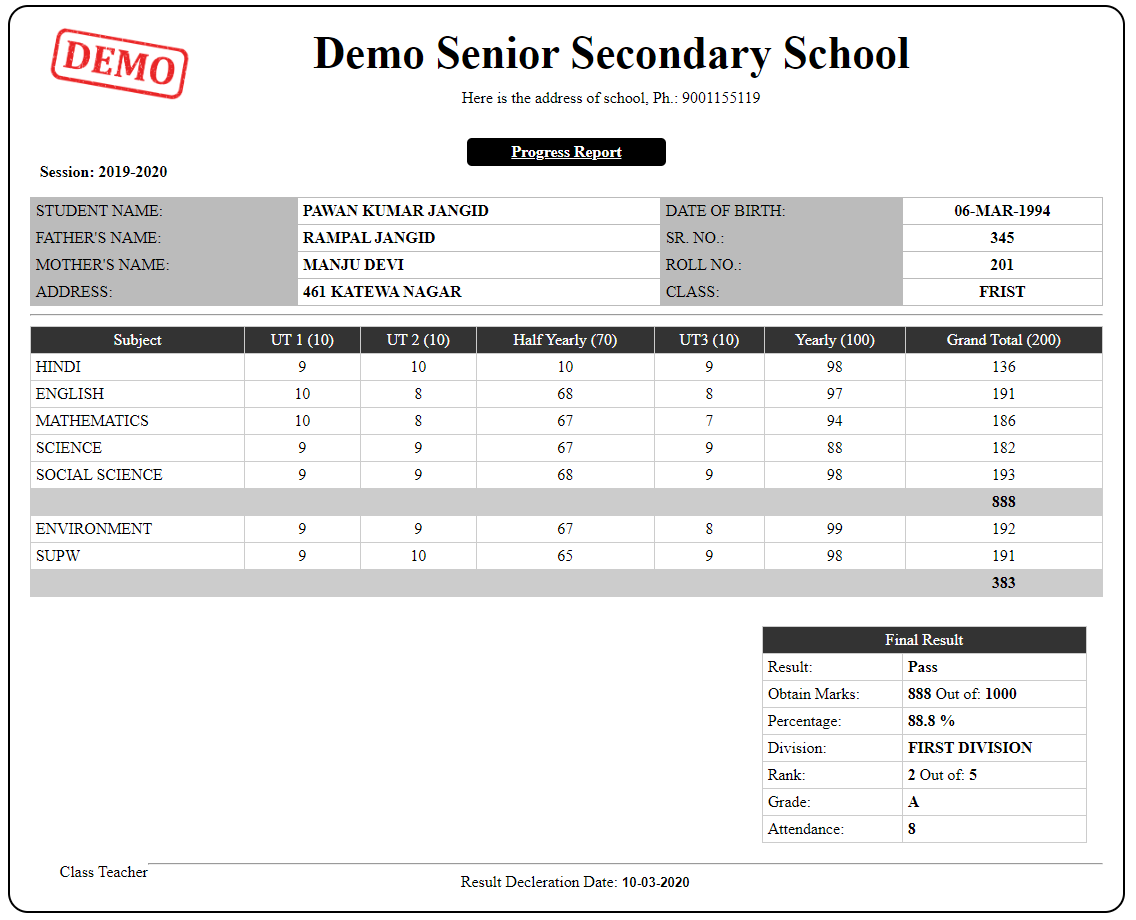 DEMO
Demo Senior Secondary School
Here is the address of school, Ph.: 9001155119
Progress Report
Session: 2019-2020
STUDENT NAME: PAWAN KUMAR JANGID DATE OF BIRTH: 06-MAR-1994
FATHER'S NAME: RAMPAL JANGID SR. NO.: 345
MOTHER'S NAME: MANJU DEVI ROLL NO.: 201
ADDRESS: 461 KATEWA NAGAR CLASS: FRIST
Subject UT 1 (10) UT 2 (10) Half Yearly (70) UT3 (10) Yearly (100) Grand Total (200)
HINDI 9 10 10 9 98 136
ENGLISH 10 8 68 8 97 191
MATHEMATICS 10 8 67 7 94 186
SCIENCE 9 9 67 9 88 182
SOCIAL SCIENCE 9 9 68 9 98 193
888
ENVIRONMENT 9 9 67 8 99 192
SUPW 9 10 65 9 98 191
383
Final Result
Result: Pass
Obtain Marks: 888 Out of: 1000
Percentage: 88.8 %
Division: FIRST DIVISION
Rank: 2 Out of: 5
Grade: A
Attendance: 8
Class Teacher
Result Decleration Date: 10-03-2020